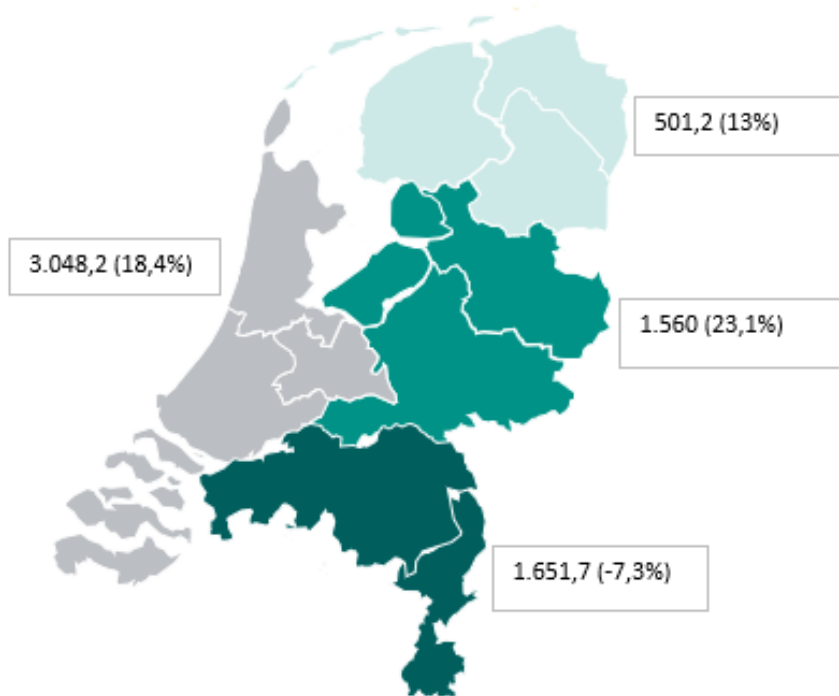 501,2 (13%)
3.048,2 (18,4%)
1.560 (23,1%)
1.651,7 (-7,3%)